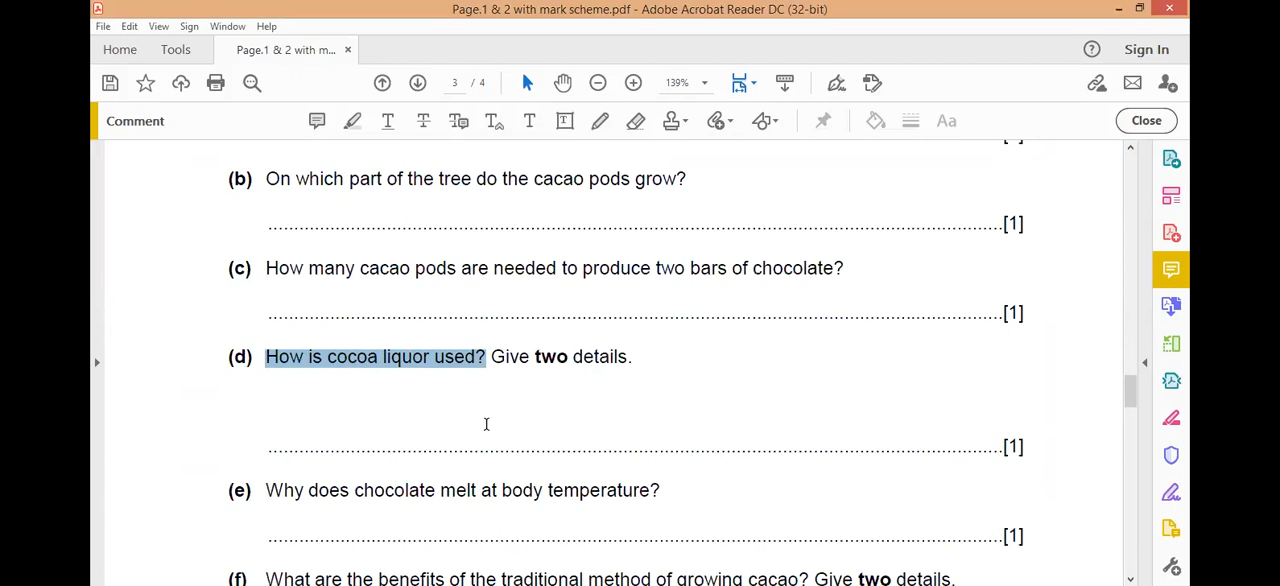 Page.1 & 2 with mark scheme.pdf - Adobe Acrobat Reader DC (32-bit)
File Edit View Sign Window Help
Home Tools Page.1 & 2 with m... × Sign In
3 / 4 139%
Comment Aa Close
(b) On which part of the tree do the cacao pods grow?
[1]
(c) How many cacao pods are needed to produce two bars of chocolate?
[1]
(d) How is cocoa liquor used? Give two details.
[1]
(e) Why does chocolate melt at body temperature?
[1]
(f) What are the benefits of the traditional method of growing cacao? Give two details.